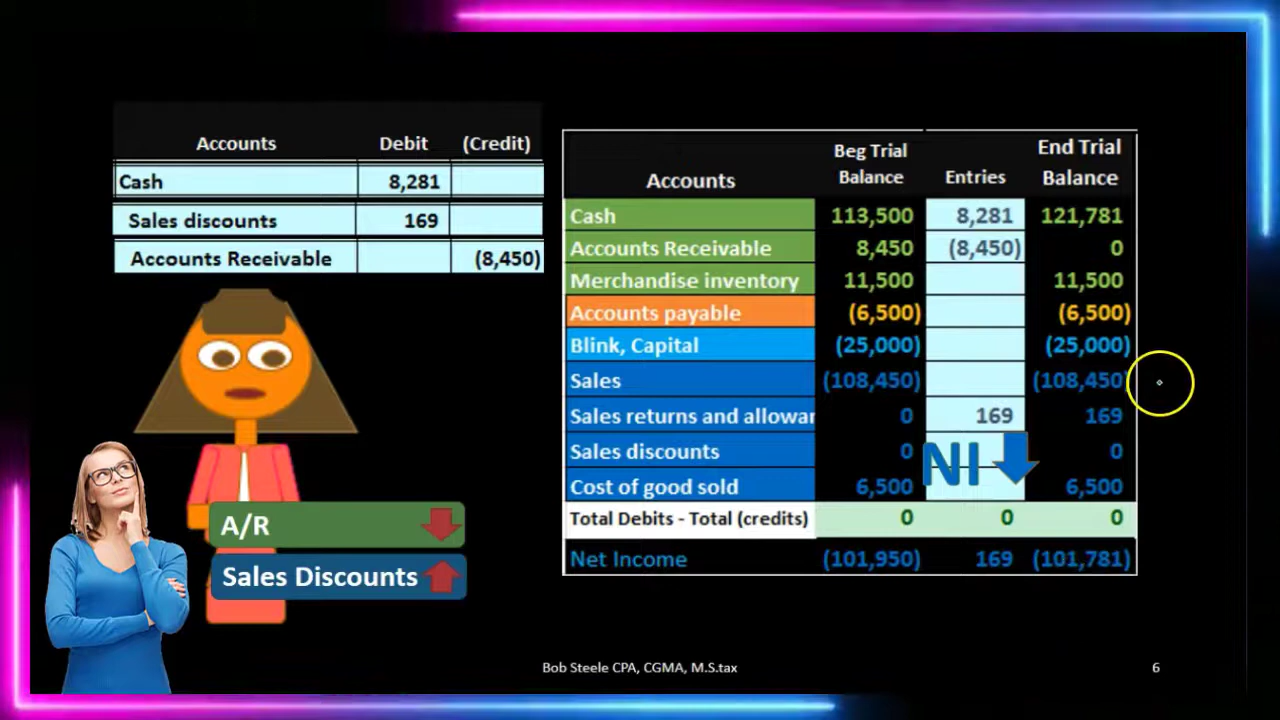 Accounts Debit (Credit)
Cash 8,281
Sales discounts 169
Accounts Receivable (8,450)
A/R
Sales Discounts
Accounts Beg Trial Balance Entries End Trial Balance
Cash 113,500 8,281 121,781
Accounts Receivable 8,450 (8,450) 0
Merchandise inventory 11,500 11,500
Accounts payable (6,500) (6,500)
Blink, Capital (25,000) (25,000)
Sales (108,450) (108,450)
Sales returns and allowar 0 169 169
Sales discounts 0 0
NI
Cost of good sold 6,500 6,500
Total Debits - Total (credits) 0 0 0
Net Income (101,950) 169 (101,781)
Bob Steele CPA, CGMA, M.S.tax 6